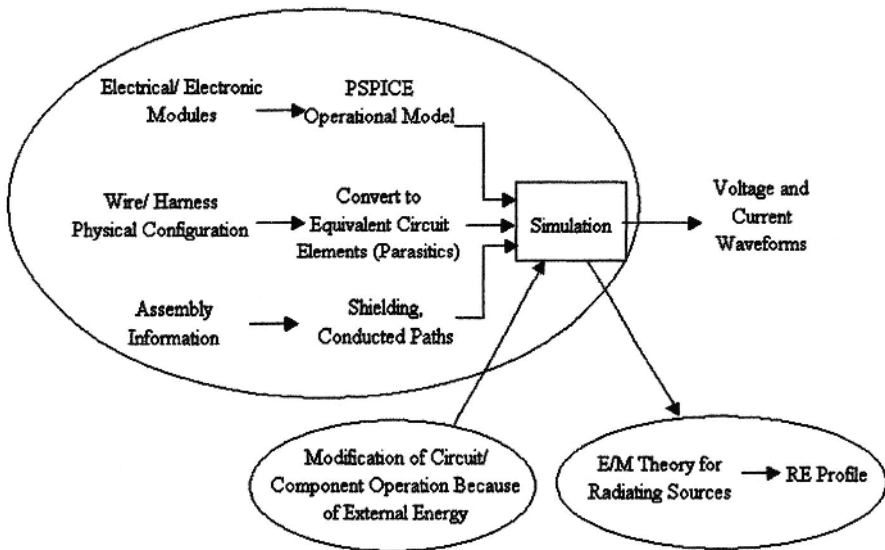 Electrical/ Electronic
Modules
PSPICE
Operational Model
Wire/ Harness
Physical Configuration
Convert to
Equivalent Circuit
Elements (Parasitics)
Simulation
Voltage and
Current
Waveforms
Assembly
Information
Shielding,
Conducted Paths
Modification of Circuit/
Component Operation Because
of External Energy
E/M Theory for
Radiating Sources
RE Profile